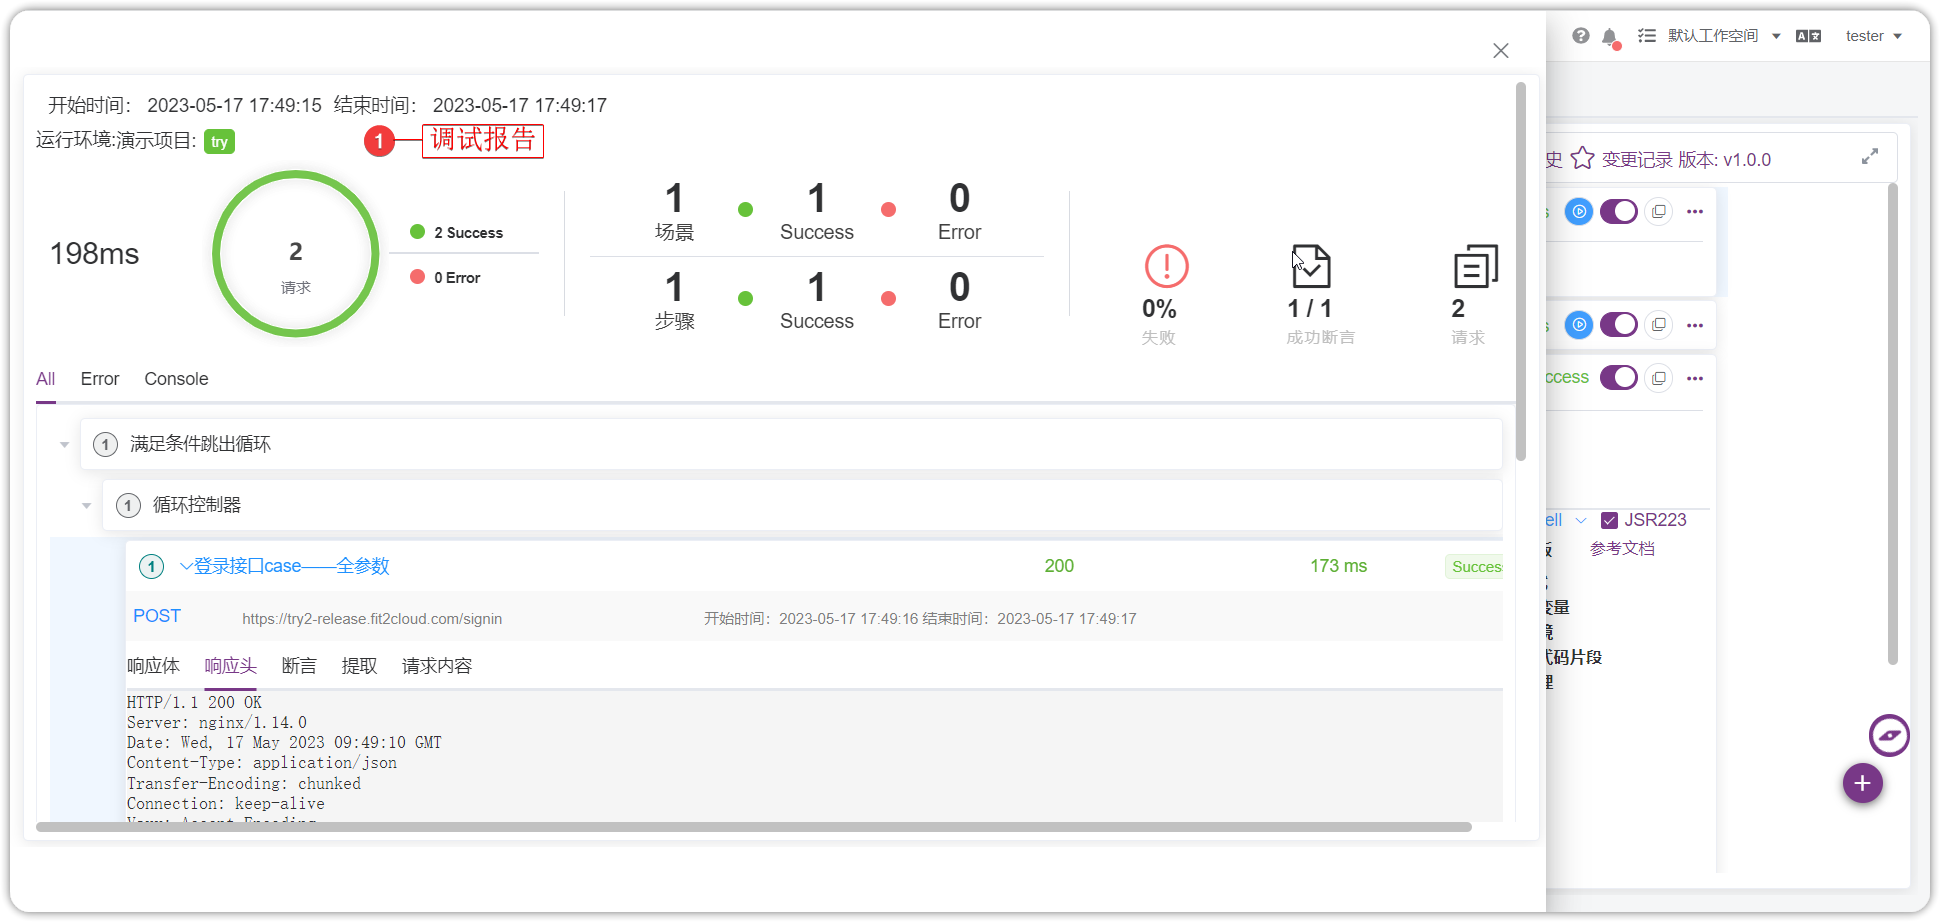 默认工作空间
tester
开始时间： 2023-05-17 17:49:15 结束时间： 2023-05-17 17:49:17
运行环境:演示项目: try
1 调试报告
史 变更记录 版本: v1.0.0
198ms
2
请求
2 Success
0 Error
1
场景
1
Success
0
Error
1
步骤
1
Success
0
Error
0%
失败
1 / 1
成功断言
2
请求
ccess
All Error Console
1 满足条件跳出循环
1 循环控制器
1 登录接口case——全参数 200 173 ms Success
POST https://try2-release.fit2cloud.com/signin 开始时间：2023-05-17 17:49:16 结束时间：2023-05-17 17:49:17
响应体 响应头 断言 提取 请求内容
HTTP/1.1 200 OK
Server: nginx/1.14.0
Date: Wed, 17 May 2023 09:49:10 GMT
Content-Type: application/json
Transfer-Encoding: chunked
Connection: keep-alive
ell JSR223
参考文档
变量
代码片段